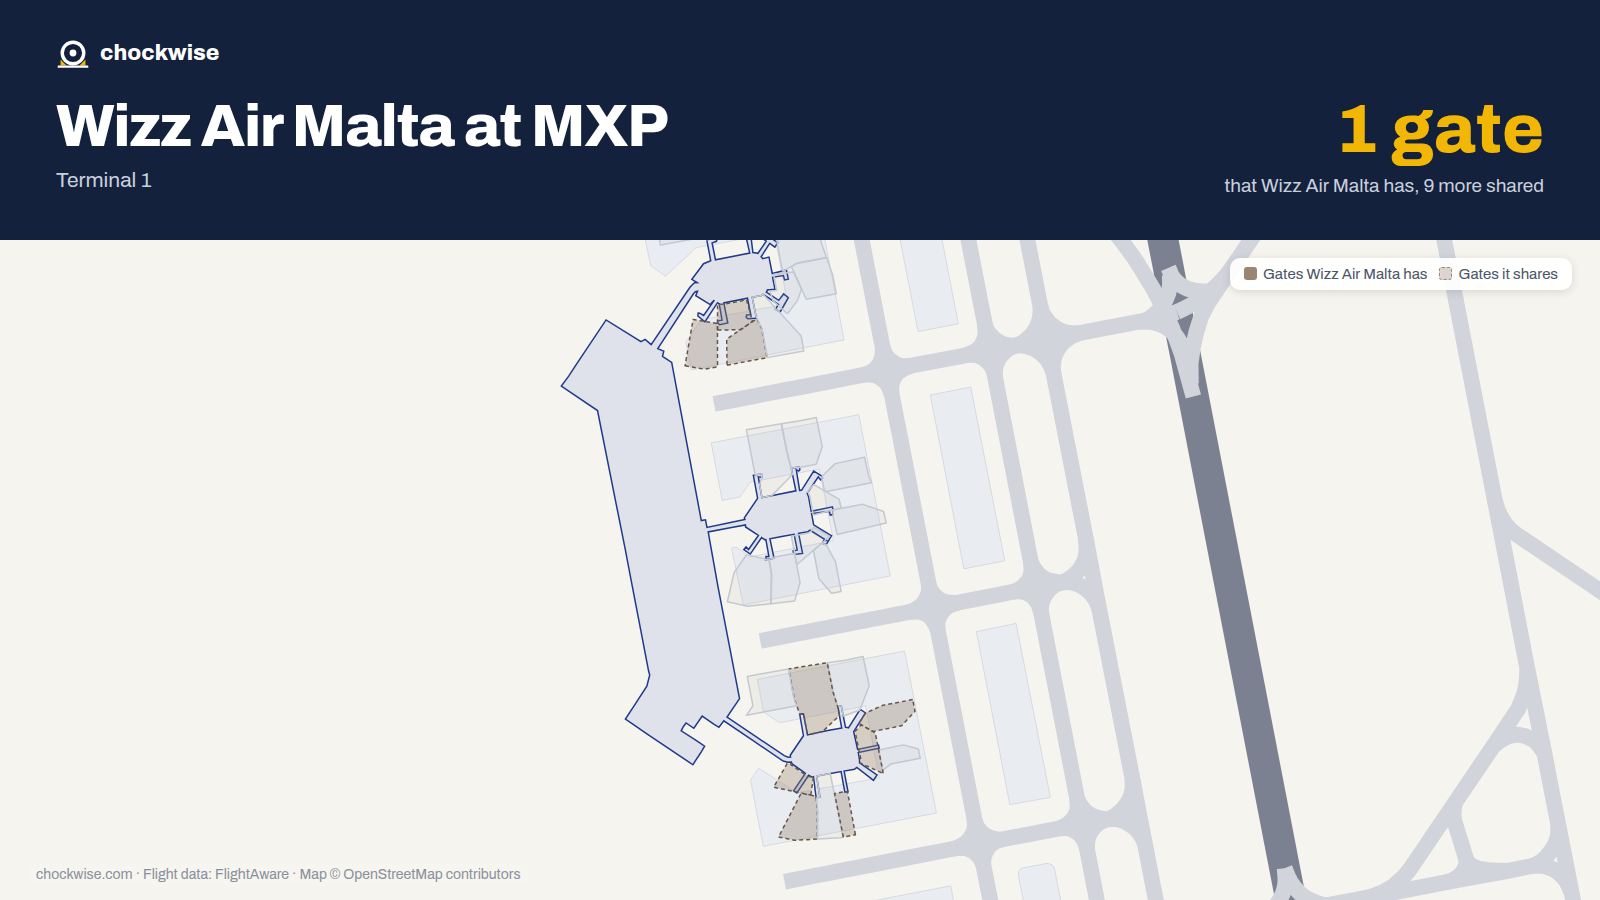 chockwise
Wizz Air Malta at MXP
Terminal 1
1 gate
that Wizz Air Malta has, 9 more shared
Gates Wizz Air Malta has
Gates it shares
chockwise.com · Flight data: FlightAware · Map © OpenStreetMap contributors